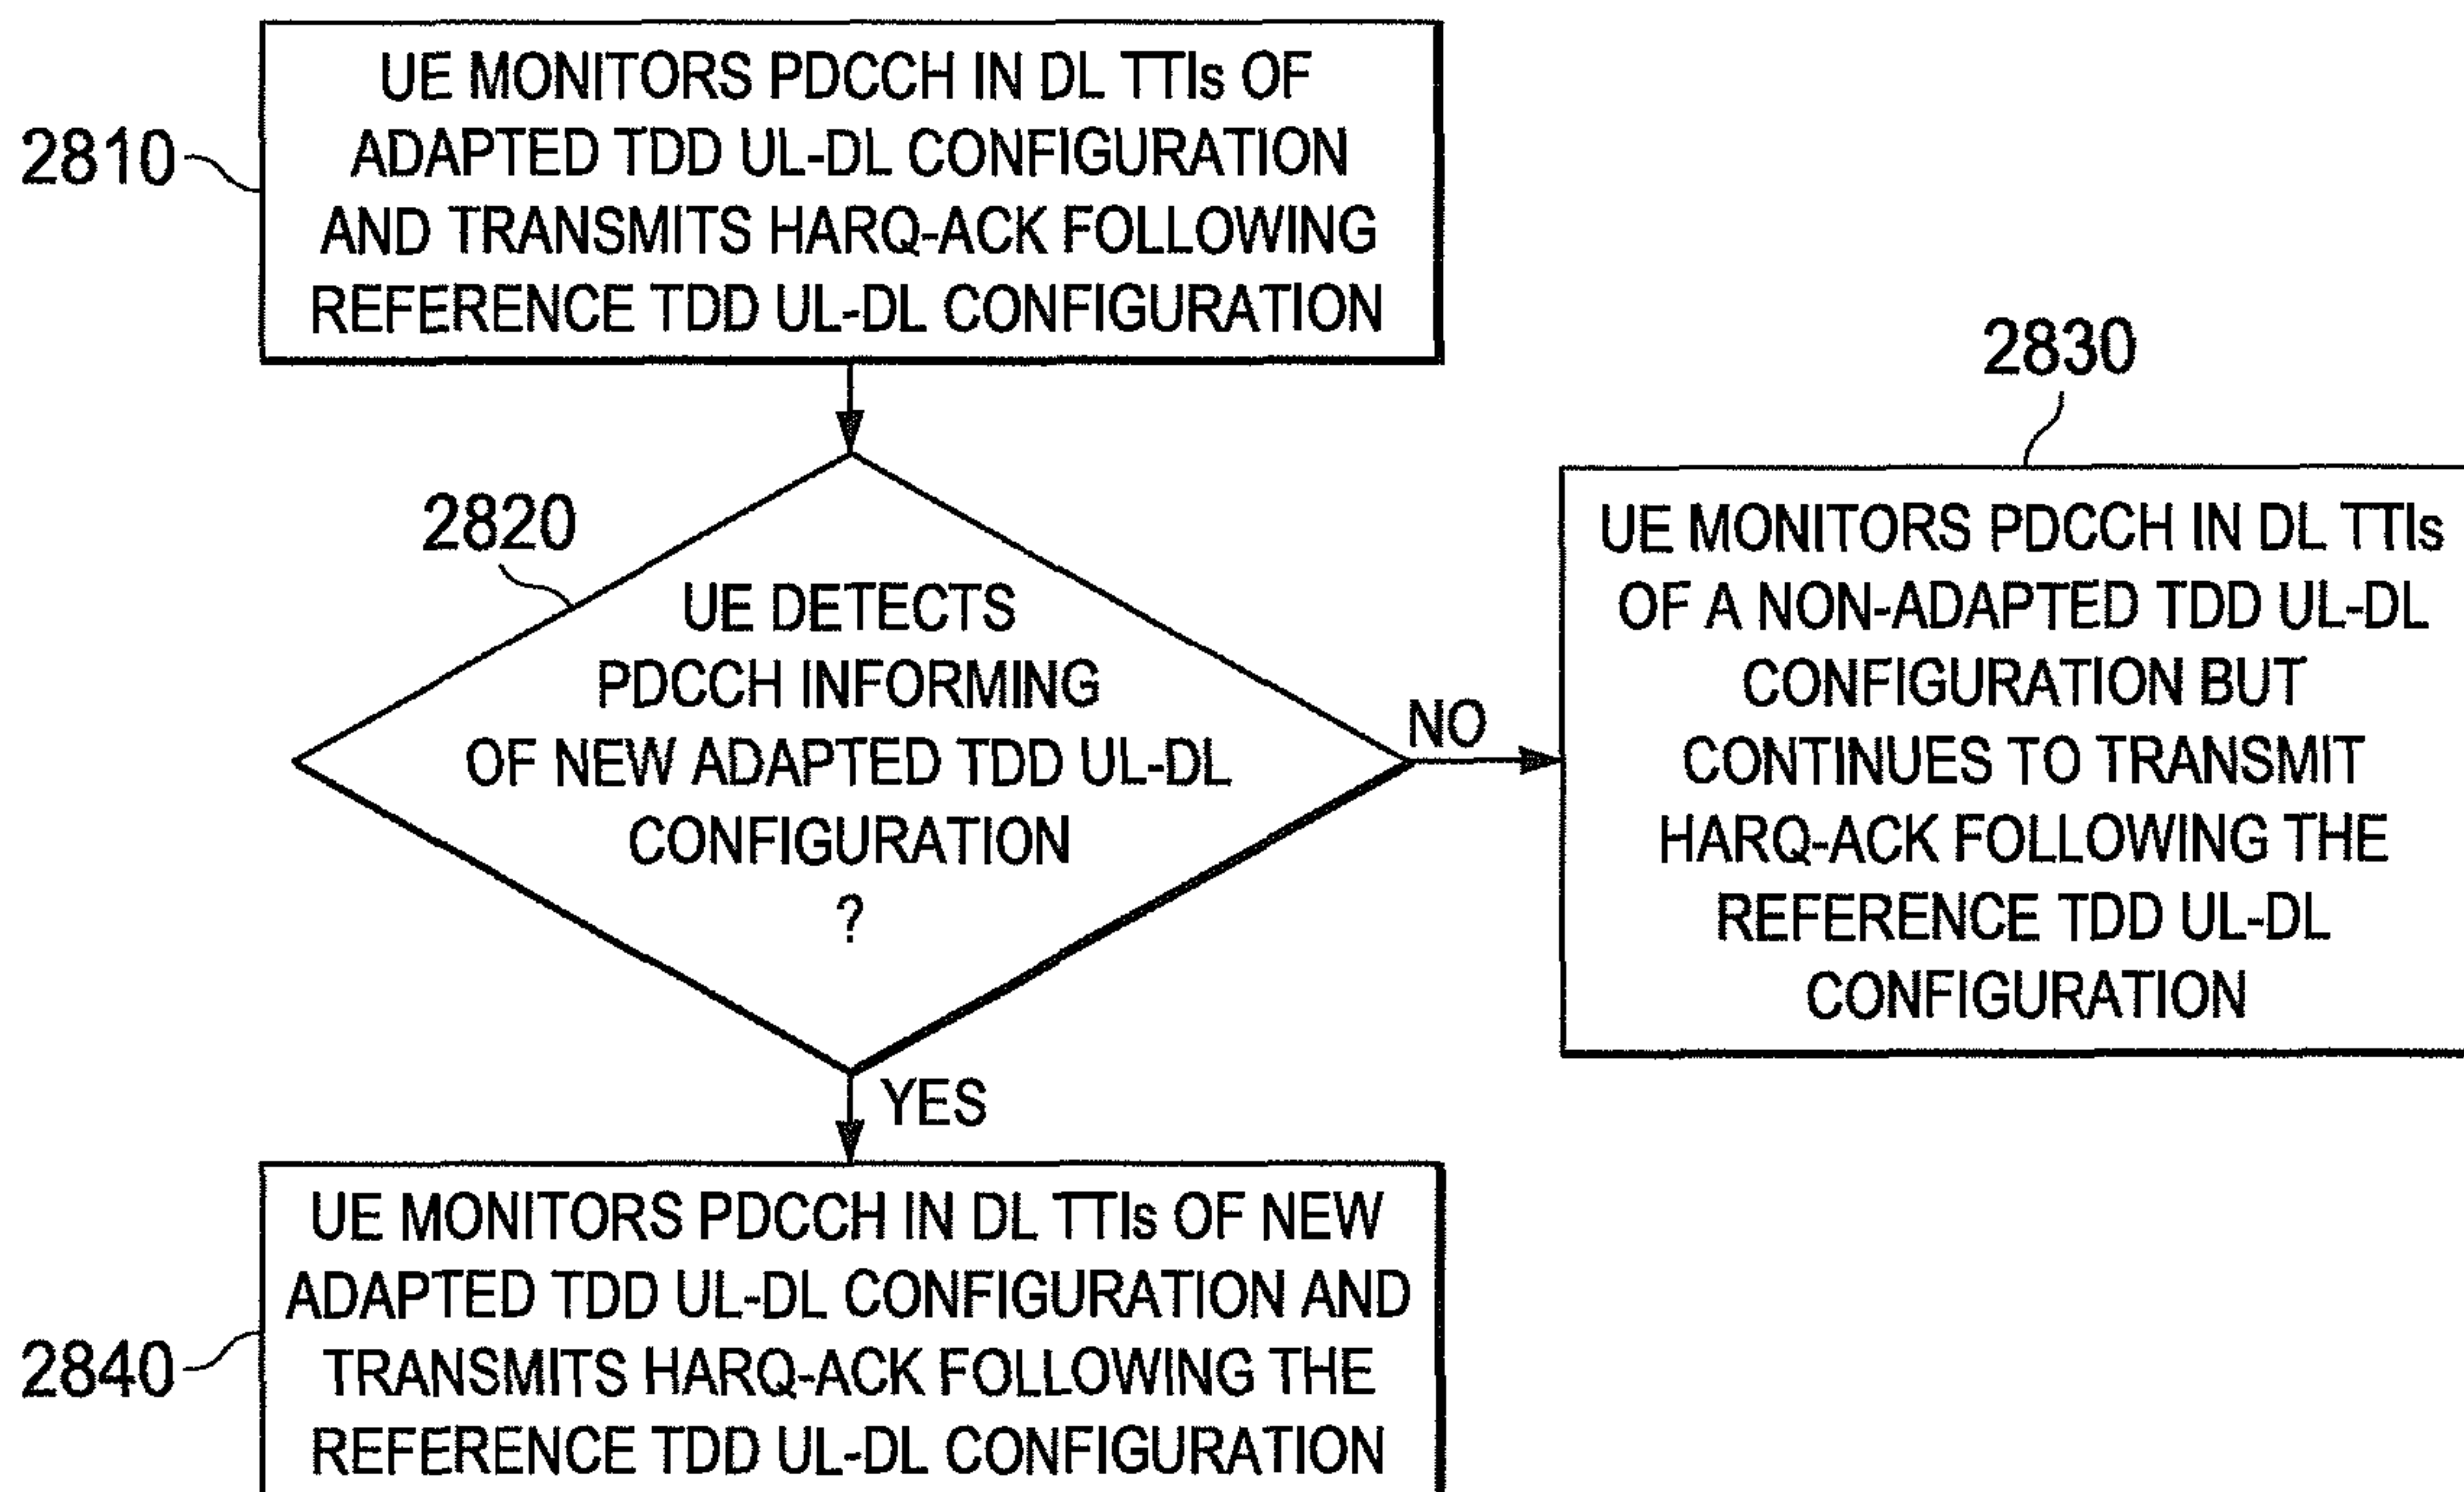 UE MONITORS PDCCH IN DL TTIs OF
ADAPTED TDD UL-DL CONFIGURATION
AND TRANSMITS HARQ-ACK FOLLOWING
REFERENCE TDD UL-DL CONFIGURATION
2810
2820
UE DETECTS
PDCCH INFORMING
OF NEW ADAPTED TDD UL-DL
CONFIGURATION
?
NO
2830
UE MONITORS PDCCH IN DL TTIs
OF A NON-ADAPTED TDD UL-DL
CONFIGURATION BUT
CONTINUES TO TRANSMIT
HARQ-ACK FOLLOWING THE
REFERENCE TDD UL-DL
CONFIGURATION
YES
UE MONITORS PDCCH IN DL TTIs OF NEW
ADAPTED TDD UL-DL CONFIGURATION AND
TRANSMITS HARQ-ACK FOLLOWING THE
REFERENCE TDD UL-DL CONFIGURATION
2840